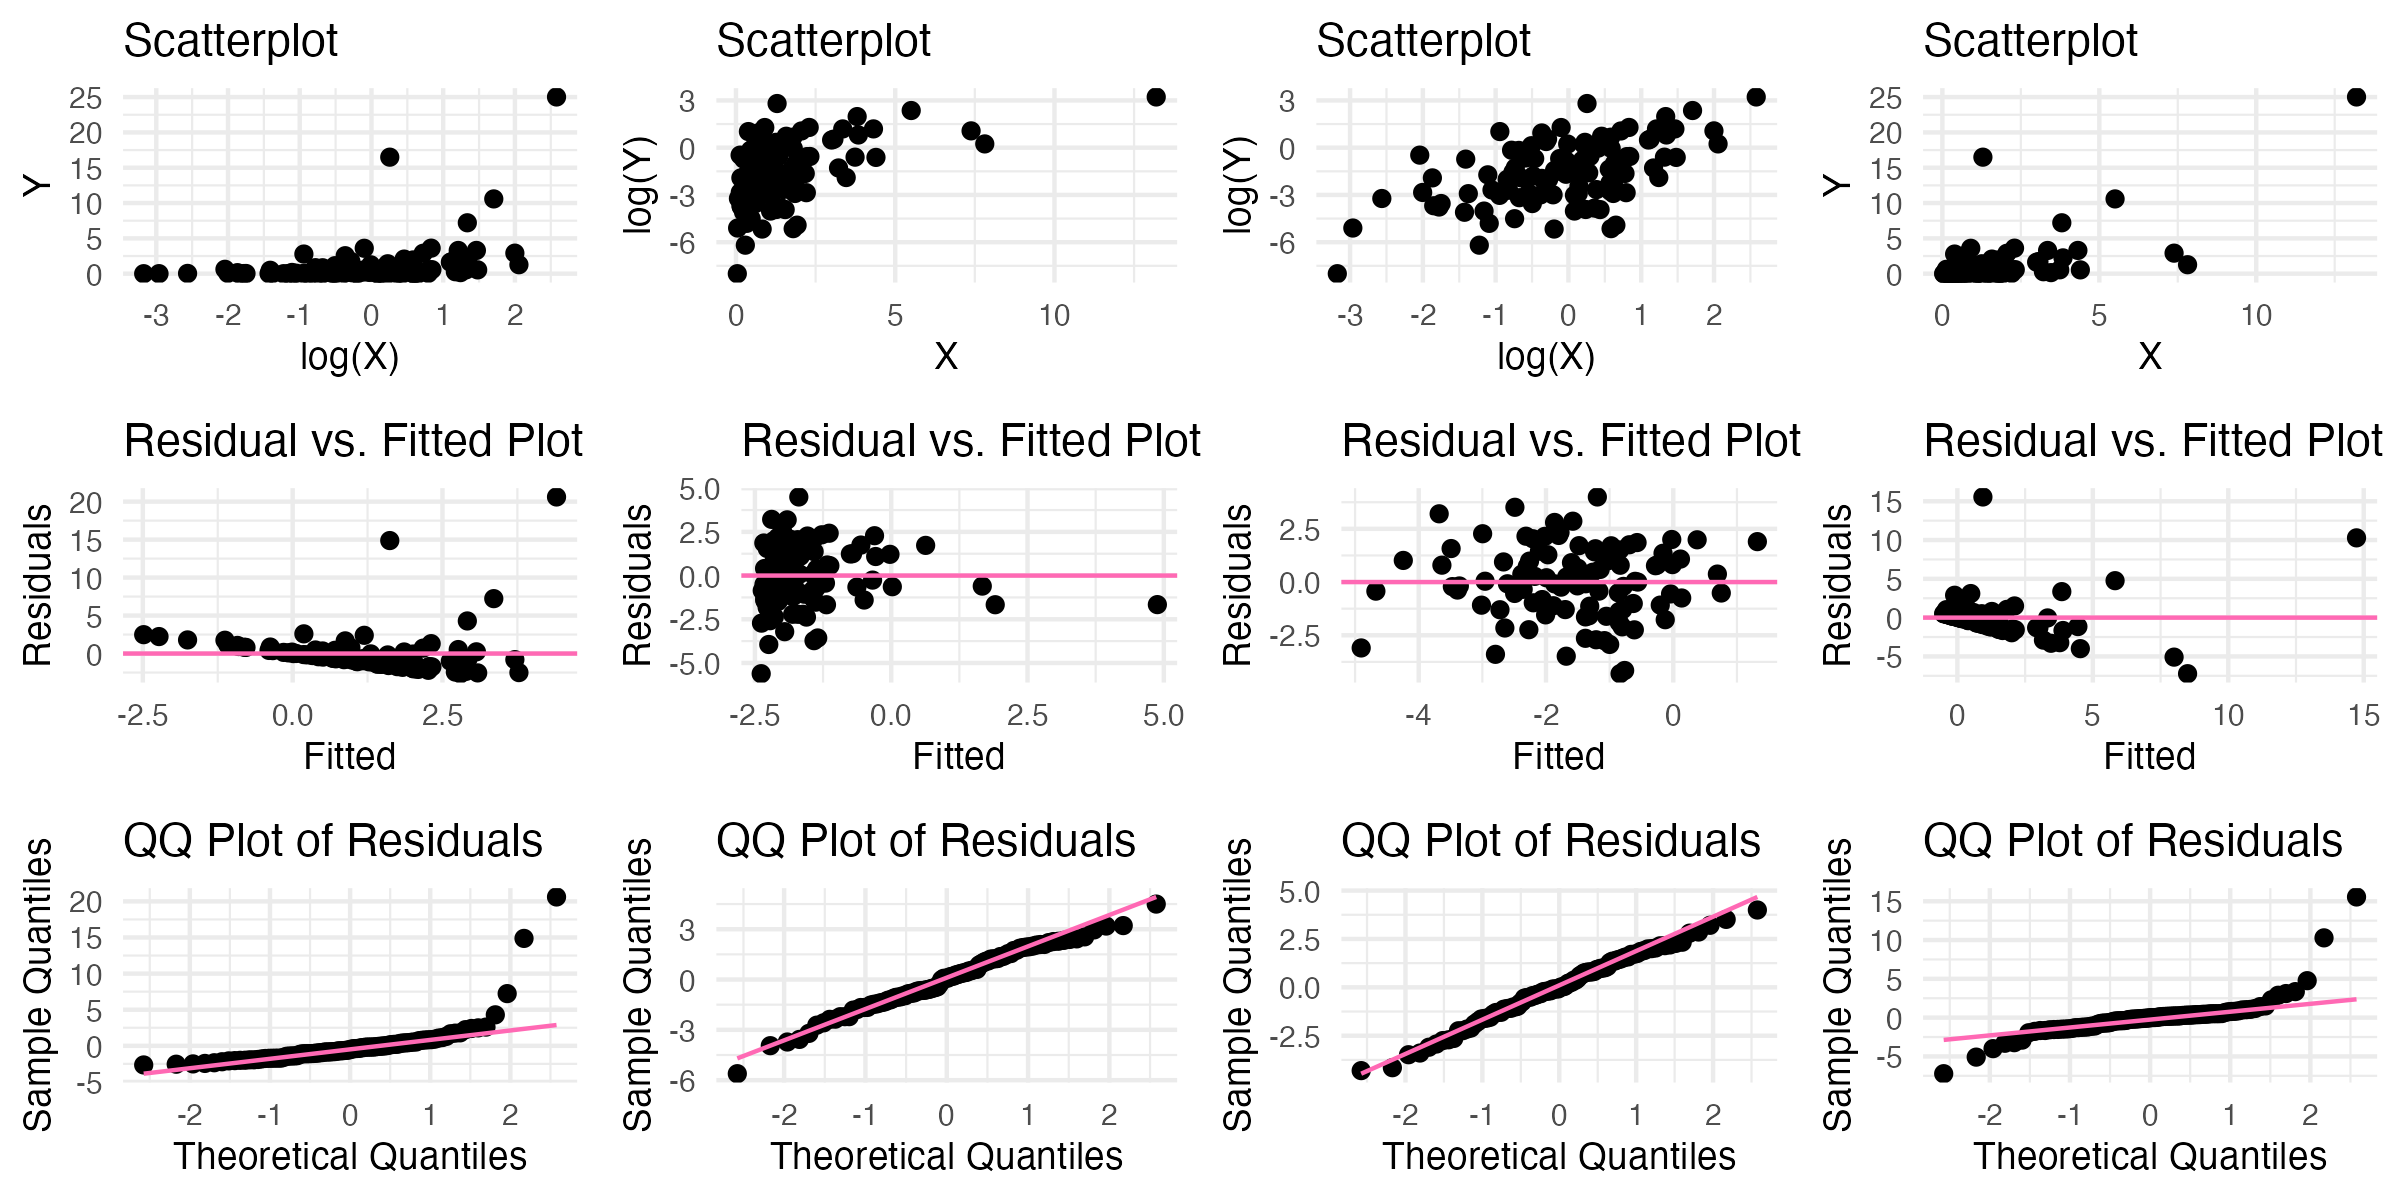 Scatterplot
25
20
15
10
5
0
Y
-3 -2 -1 0 1 2
log(X)
Scatterplot
3
0
-3
-6
log(Y)
0 5 10
X
Scatterplot
3
0
-3
-6
log(Y)
-3 -2 -1 0 1 2
log(X)
Scatterplot
25
20
15
10
5
0
Y
0 5 10
X
Residual vs. Fitted Plot
20
15
10
5
0
Residuals
-2.5 0.0 2.5
Fitted
Residual vs. Fitted Plot
5.0
2.5
0.0
-2.5
-5.0
Residuals
-2.5 0.0 2.5 5.0
Fitted
Residual vs. Fitted Plot
2.5
0.0
-2.5
Residuals
-4 -2 0
Fitted
Residual vs. Fitted Plot
15
10
5
0
-5
Residuals
0 5 10 15
Fitted
QQ Plot of Residuals
20
15
10
5
0
-5
Sample Quantiles
-2 -1 0 1 2
Theoretical Quantiles
QQ Plot of Residuals
3
0
-3
-6
Sample Quantiles
-2 -1 0 1 2
Theoretical Quantiles
QQ Plot of Residuals
5.0
2.5
0.0
-2.5
Sample Quantiles
-2 -1 0 1 2
Theoretical Quantiles
QQ Plot of Residuals
15
10
5
0
-5
Sample Quantiles
-2 -1 0 1 2
Theoretical Quantiles